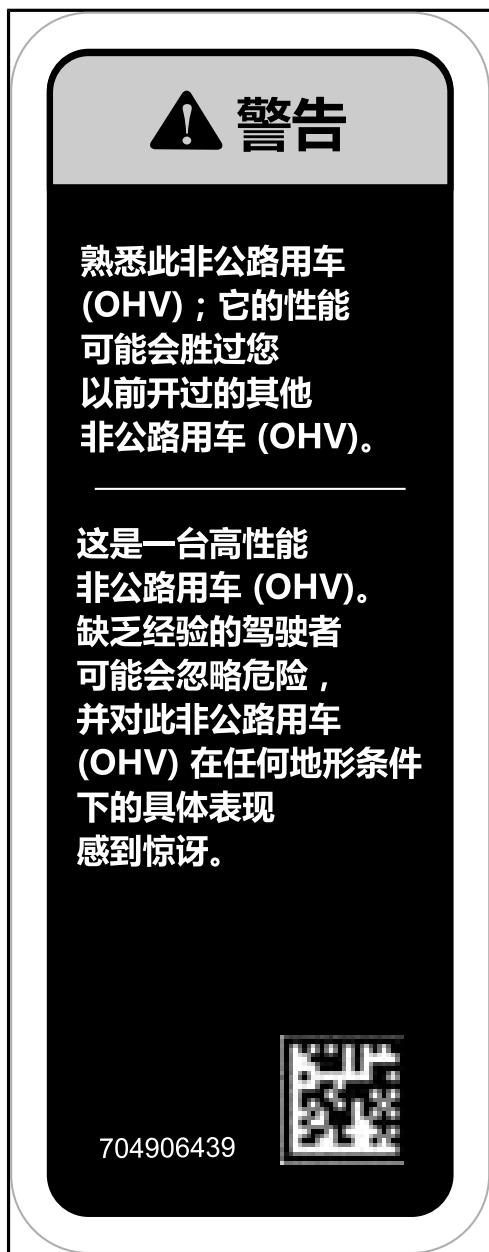 警告
熟悉此非公路用车
(OHV)；它的性能
可能会胜过您
以前开过的其他
非公路用车 (OHV)。
这是一台高性能
非公路用车 (OHV)。
缺乏经验的驾驶者
可能会忽略危险，
并对此非公路用车
(OHV) 在任何地形条件
下的具体表现
感到惊讶。
704906439